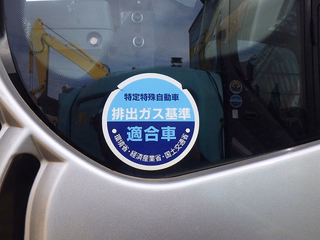 特定特殊自動車
排出ガス基準
適合車
・環境省・経済産業省・国土交通省・